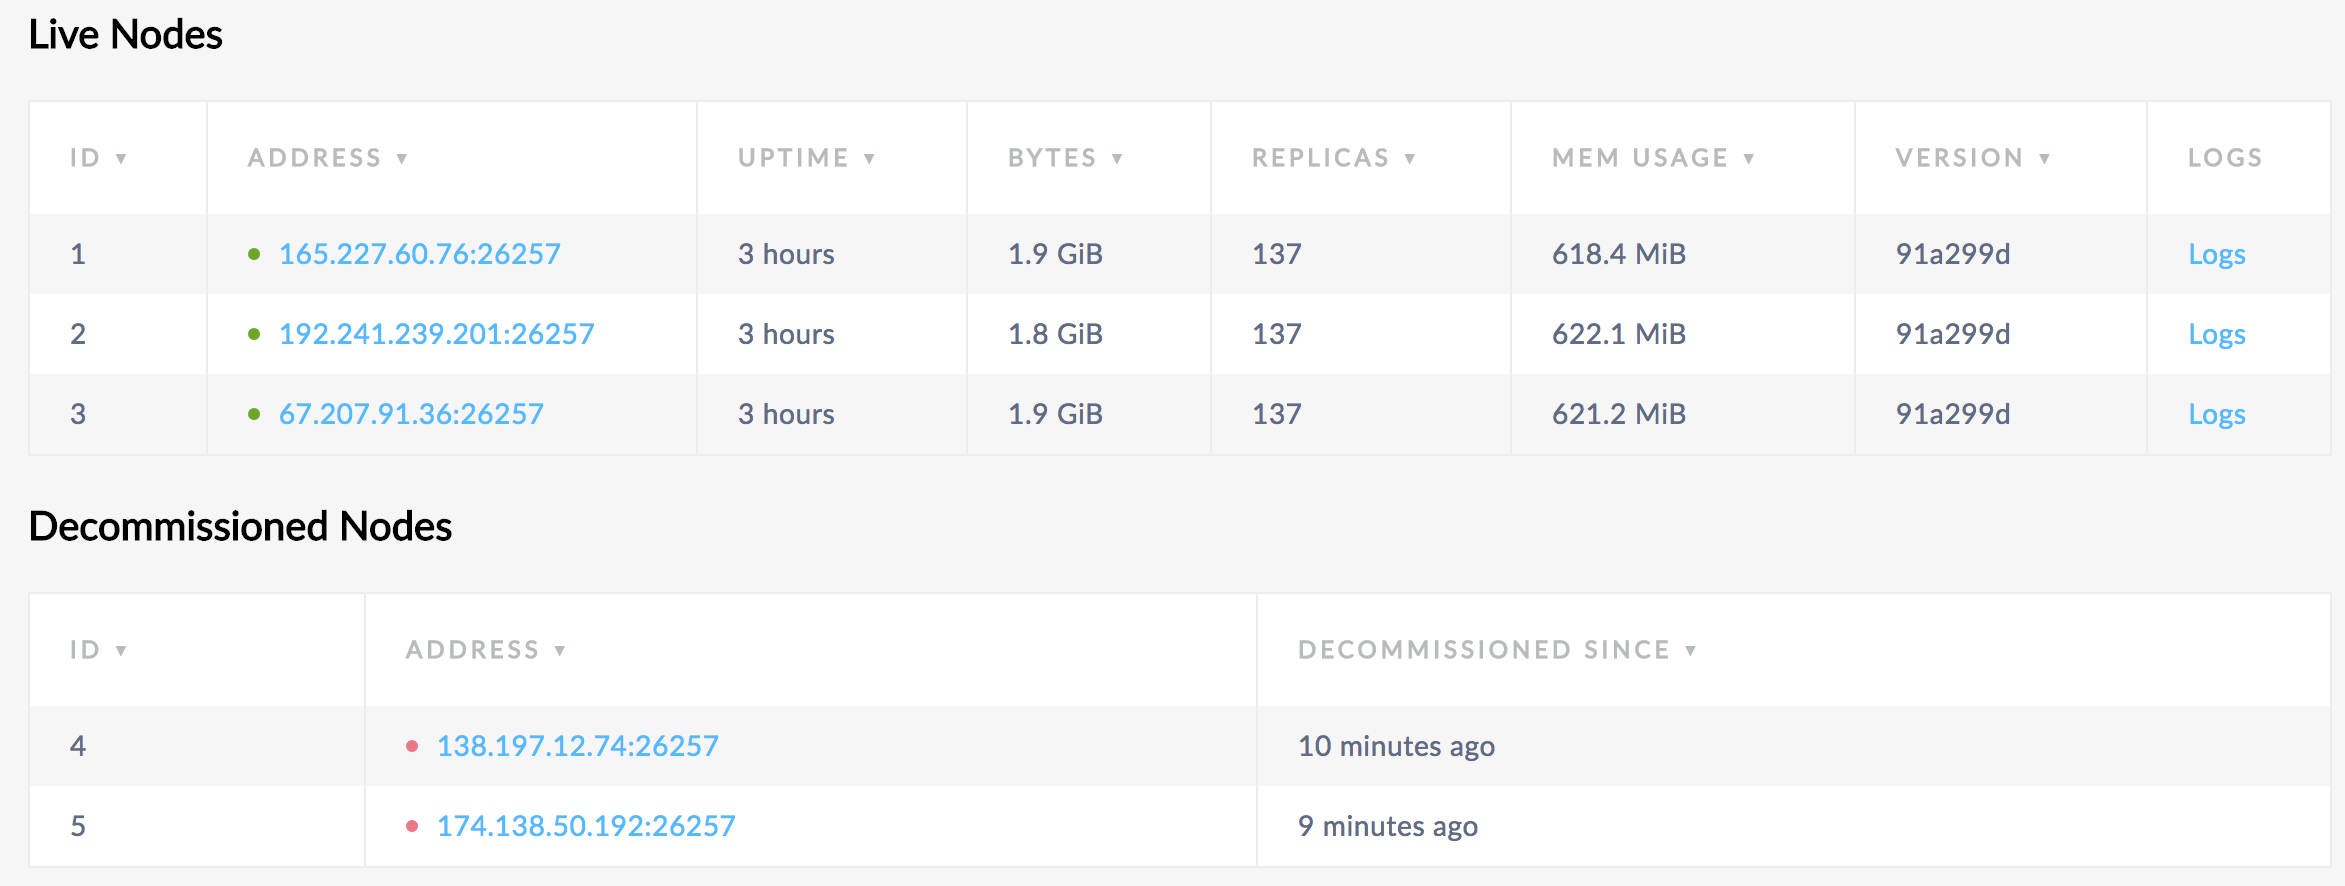 Live Nodes
ID ▼ ADDRESS ▼ UPTIME ▼ BYTES ▼ REPLICAS ▼ MEM USAGE ▼ VERSION ▼ LOGS
1 165.227.60.76:26257 3 hours 1.9 GiB 137 618.4 MiB 91a299d Logs
2 192.241.239.201:26257 3 hours 1.8 GiB 137 622.1 MiB 91a299d Logs
3 67.207.91.36:26257 3 hours 1.9 GiB 137 621.2 MiB 91a299d Logs
Decommissioned Nodes
ID ▼ ADDRESS ▼ DECOMMISSIONED SINCE ▼
4 138.197.12.74:26257 10 minutes ago
5 174.138.50.192:26257 9 minutes ago